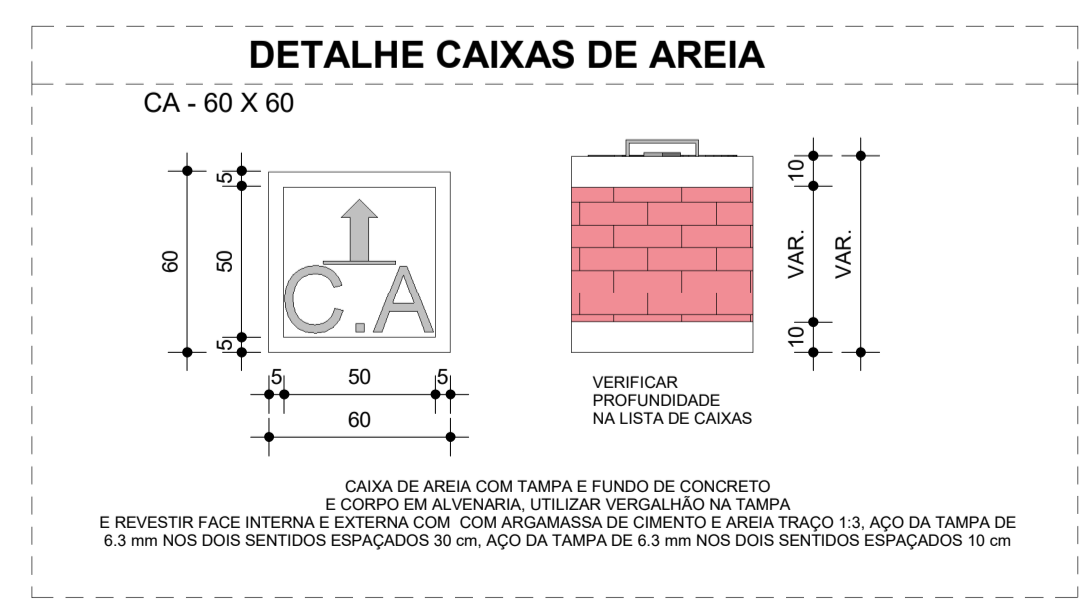 DETALHE CAIXAS DE AREIA
CA - 60 X 60
60
5
50
5
C.A
5
50
5
60
10
VAR.
10
VAR.
VERIFICAR
PROFUNDIDADE
NA LISTA DE CAIXAS
CAIXA DE AREIA COM TAMPA E FUNDO DE CONCRETO
E CORPO EM ALVENARIA, UTILIZAR VERGALHÃO NA TAMPA
E REVESTIR FACE INTERNA E EXTERNA COM COM ARGAMASSA DE CIMENTO E AREIA TRAÇO 1:3, AÇO DA TAMPA DE
6.3 mm NOS DOIS SENTIDOS ESPAÇADOS 30 cm, AÇO DA TAMPA DE 6.3 mm NOS DOIS SENTIDOS ESPAÇADOS 10 cm